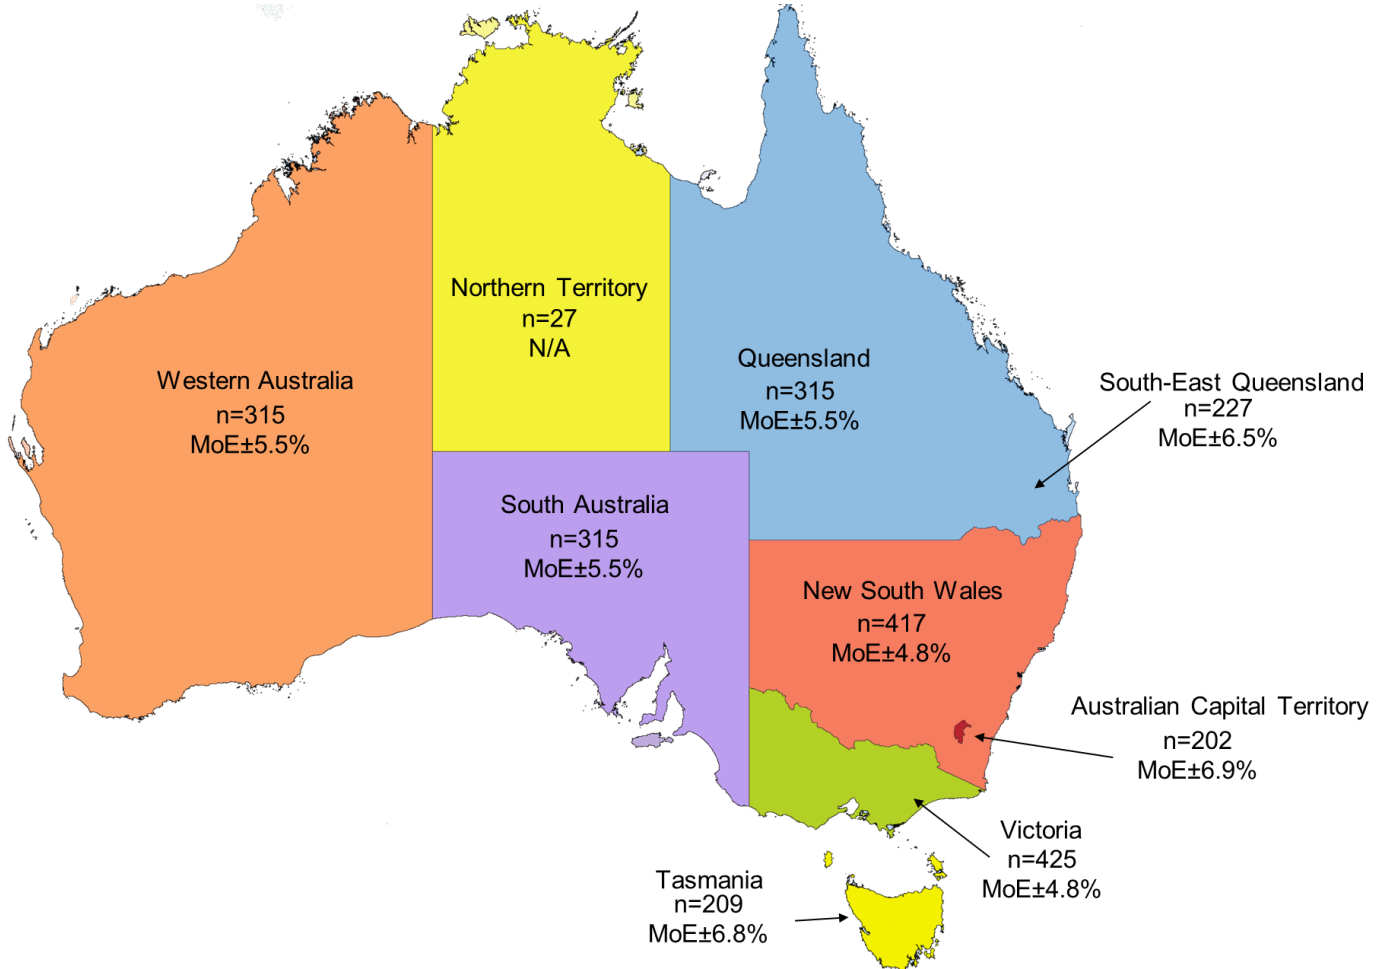 Northern Territory
n=27
N/A
Western Australia
n=315
MoE±5.5%
Queensland
n=315
MoE±5.5%
South-East Queensland
n=227
MoE±6.5%
South Australia
n=315
MoE±5.5%
New South Wales
n=417
MoE±4.8%
Australian Capital Territory
n=202
MoE±6.9%
Victoria
n=425
MoE±4.8%
Tasmania
n=209
MoE±6.8%